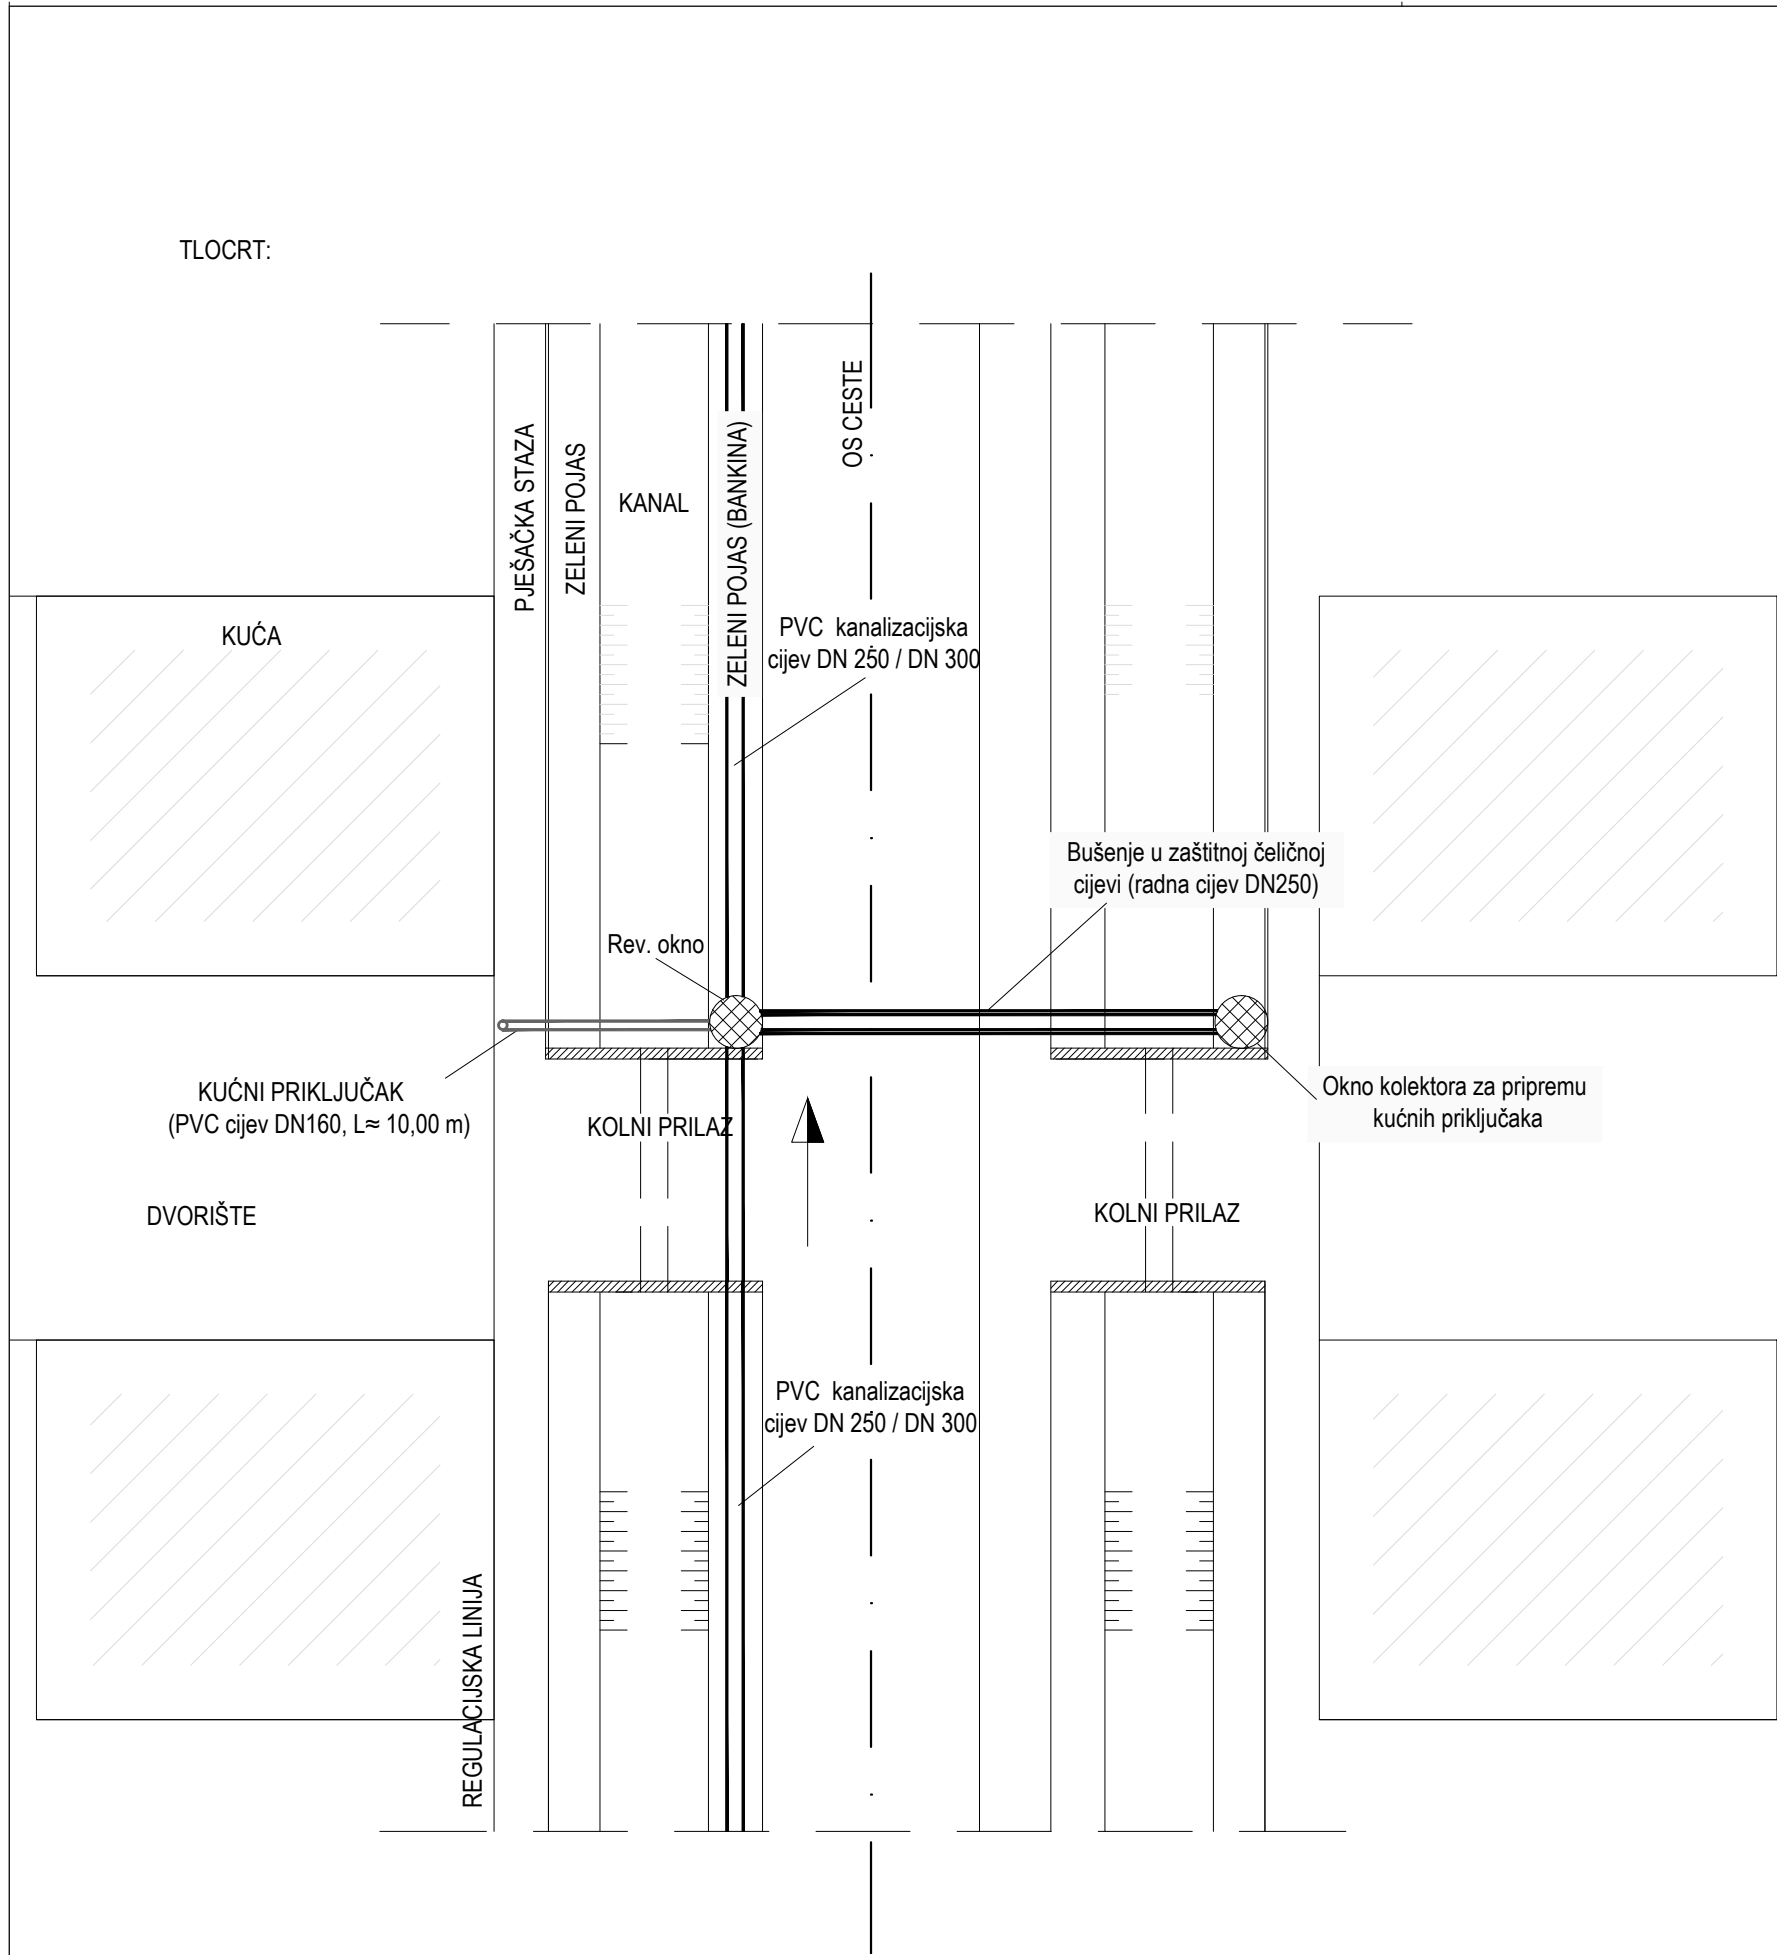 TLOCRT:
OS CESTE
PJEŠAČKA STAZA
ZELENI POJAS
KANAL
ZELENI POJAS (BANKINA)
KUĆA
PVC kanalizacijska
cijev DN 250 / DN 300
Bušenje u zaštitnoj čeličnoj
cijevi (radna cijev DN250)
Rev. okno
KUĆNI PRIKLJUČAK
(PVC cijev DN160, L≈ 10,00 m)
KOLNI PRILAZ
Okno kolektora za pripremu
kućnih priključaka
DVORIŠTE
KOLNI PRILAZ
PVC kanalizacijska
cijev DN 250 / DN 300
REGULACIJSKA LINIJA